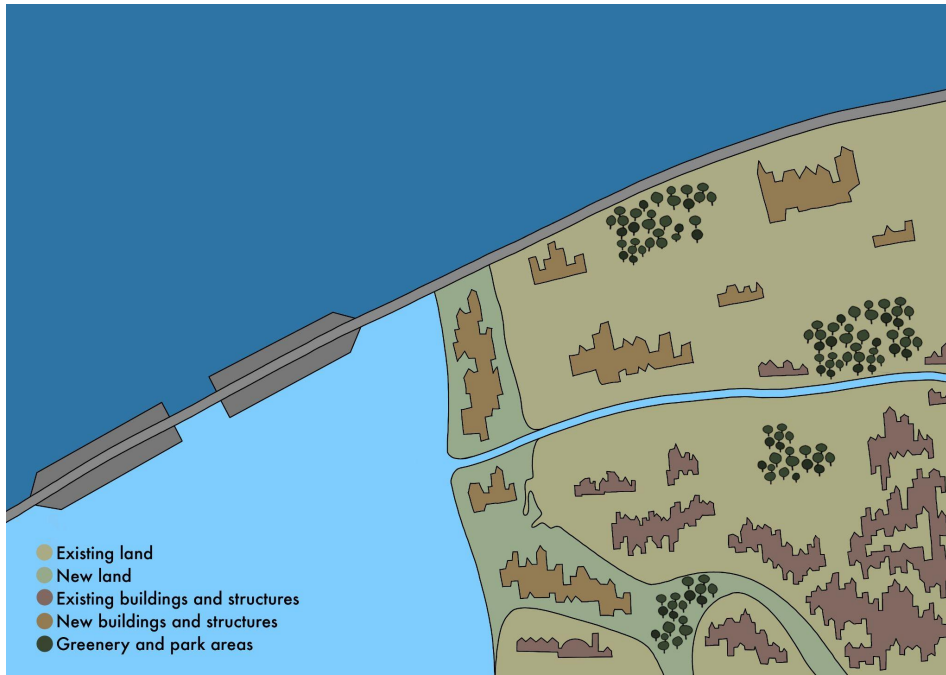 Existing land
New land
Existing buildings and structures
New buildings and structures
Greenery and park areas